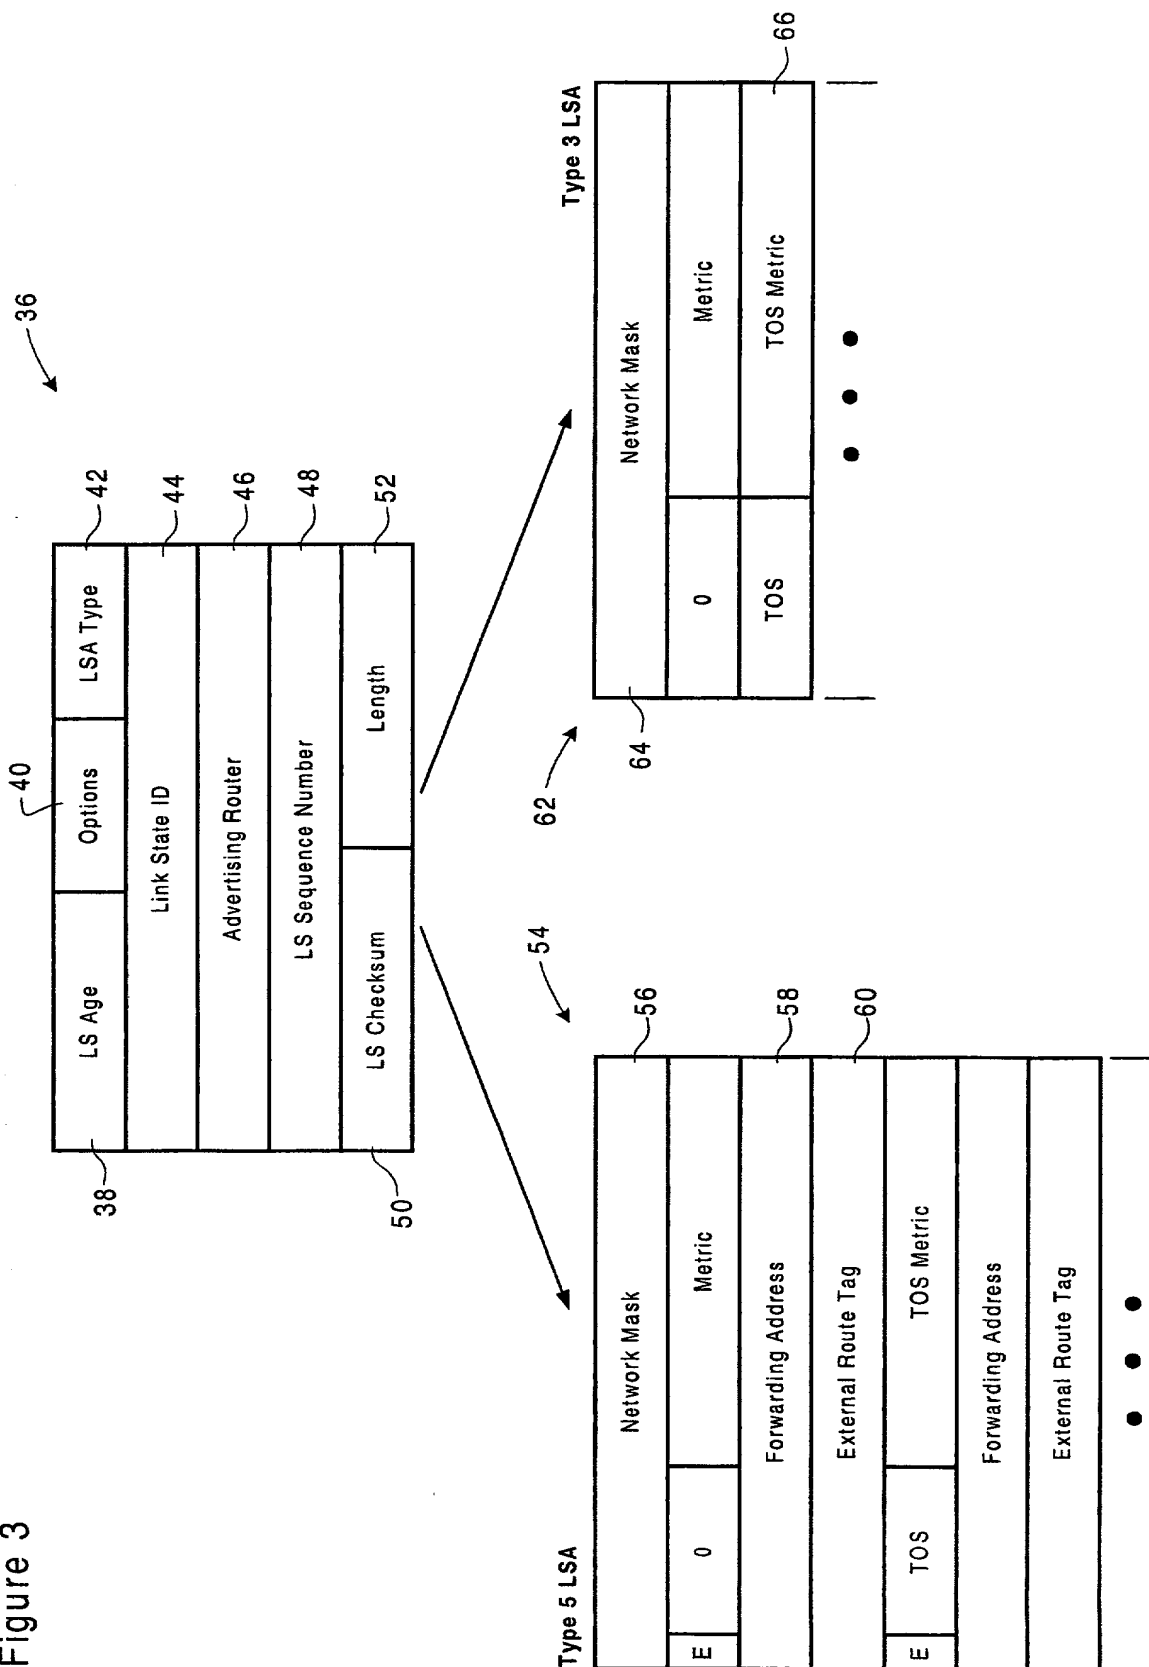 Figure 3
36
40
LS Age Options LSA Type 42
38
Link State ID 44
Advertising Router 46
LS Sequence Number 48
LS Checksum Length 52
50
54
Type 5 LSA
Network Mask 56
E 0 Metric
Forwarding Address 58
External Route Tag 60
E TOS TOS Metric
Forwarding Address
External Route Tag
62
Type 3 LSA
64
Network Mask
0 Metric
TOS TOS Metric 66